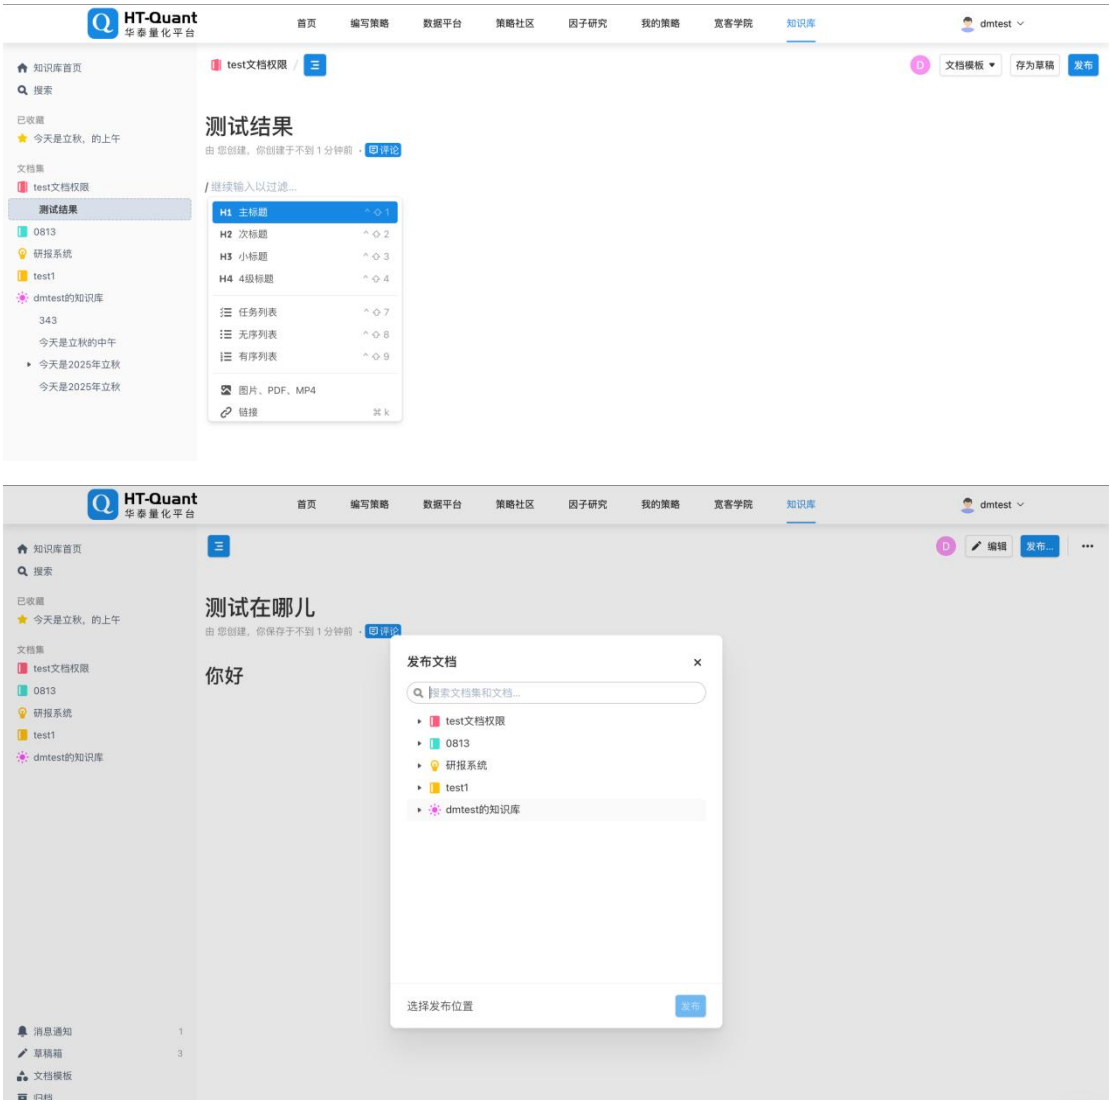 HT-Quant
华泰量化平台
首页 编写策略 数据平台 策略社区 因子研究 我的策略 宽客学院 知识库
dmtest
知识库首页
搜索
已收藏
今天是立秋，的上午
文档集
test文档权限
测试结果
0813
研报系统
test1
dmtest的知识库
343
今天是立秋的中午
今天是2025年立秋
今天是2025年立秋
test文档权限 /
D 文档模板 存为草稿 发布
测试结果
由 您创建，你创建于不到 1 分钟前 · 评论
/继续输入以过滤...
H1 主标题 ^ ⇧ 1
H2 次标题 ^ ⇧ 2
H3 小标题 ^ ⇧ 3
H4 4级标题 ^ ⇧ 4
任务列表 ^ ⇧ 7
无序列表 ^ ⇧ 8
有序列表 ^ ⇧ 9
图片、PDF、MP4
链接 ⌘ k
HT-Quant
华泰量化平台
首页 编写策略 数据平台 策略社区 因子研究 我的策略 宽客学院 知识库
dmtest
知识库首页
搜索
已收藏
今天是立秋，的上午
文档集
test文档权限
0813
研报系统
test1
dmtest的知识库
消息通知 1
草稿箱 3
文档模板
归档
D 编辑 发布... ...
测试在哪儿
由 您创建，你保存于不到 1 分钟前 · 评论
你好
发布文档 ×
搜索文档集和文档...
test文档权限
0813
研报系统
test1
dmtest的知识库
选择发布位置 发布